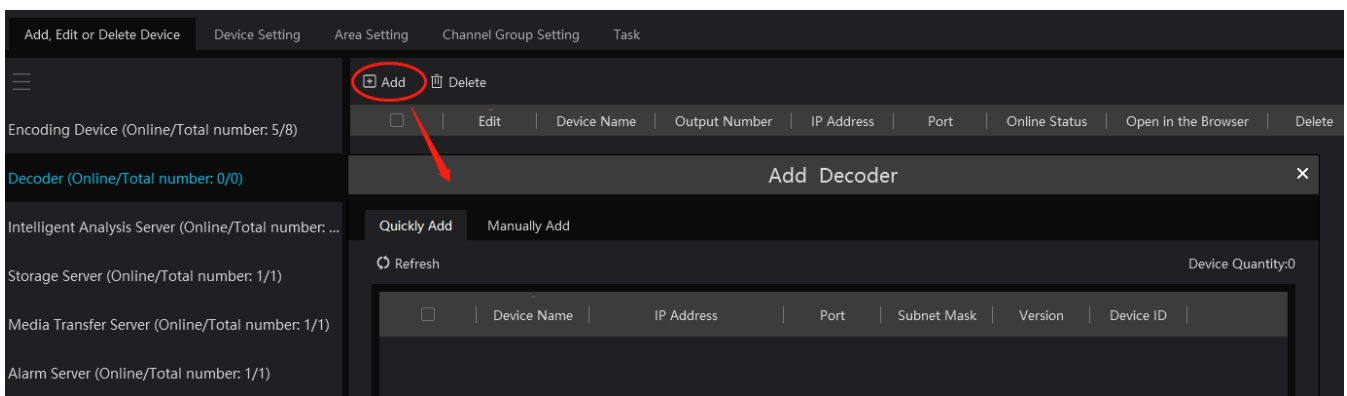 Add, Edit or Delete Device Device Setting Area Setting Channel Group Setting Task
Add Delete
Edit Device Name Output Number IP Address Port Online Status Open in the Browser Delete
Encoding Device (Online/Total number: 5/8)
Decoder (Online/Total number: 0/0)
Intelligent Analysis Server (Online/Total number: ...
Storage Server (Online/Total number: 1/1)
Media Transfer Server (Online/Total number: 1/1)
Alarm Server (Online/Total number: 1/1)
Add Decoder
Quickly Add Manually Add
Refresh Device Quantity:0
Device Name IP Address Port Subnet Mask Version Device ID